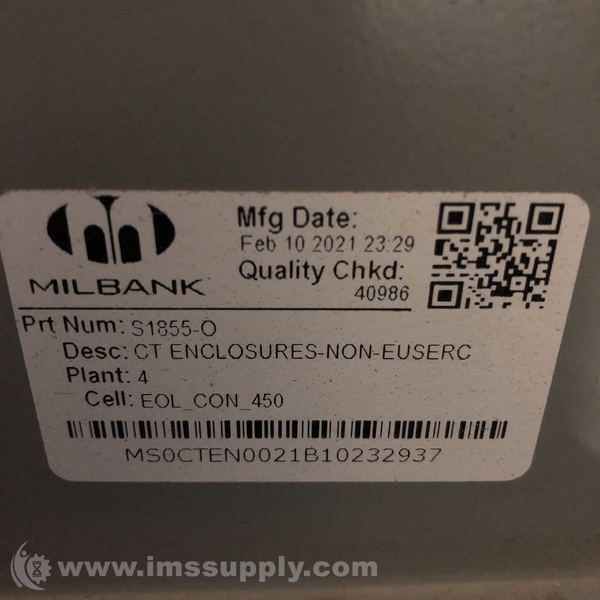 MILBANK
Mfg Date:
Feb 10 2021 23:29
Quality Chkd:
40986
Prt Num: S1855-O
Desc: CT ENCLOSURES-NON-EUSERC
Plant: 4
Cell: EOL_CON_450
MS0CTEN0021B10232937
www.imssupply.com